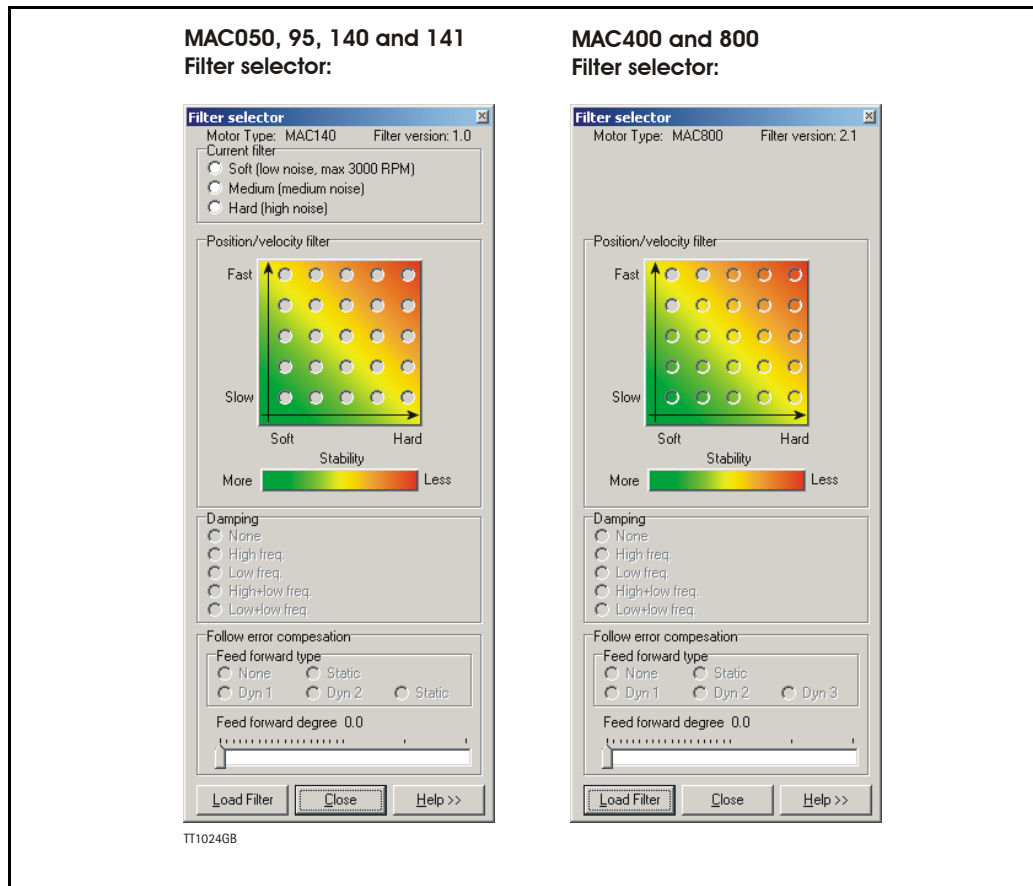 MAC050, 95, 140 and 141
Filter selector:
Filter selector
Motor Type: MAC140 Filter version: 1.0
Current filter
Soft (low noise, max 3000 RPM)
Medium (medium noise)
Hard (high noise)
Position/velocity filter
Fast
Slow
Soft Hard
Stability
More Less
Damping
None
High freq.
Low freq.
High+low freq.
Low+low freq.
Follow error compesation
Feed forward type
None Static
Dyn 1 Dyn 2 Static
Feed forward degree 0.0
Load Filter Close Help >>
TT1024GB
MAC400 and 800
Filter selector:
Filter selector
Motor Type: MAC800 Filter version: 2.1
Position/velocity filter
Fast
Slow
Soft Hard
Stability
More Less
Damping
None
High freq.
Low freq.
High+low freq.
Low+low freq.
Follow error compesation
Feed forward type
None Static
Dyn 1 Dyn 2 Dyn 3
Feed forward degree 0.0
Load Filter Close Help >>